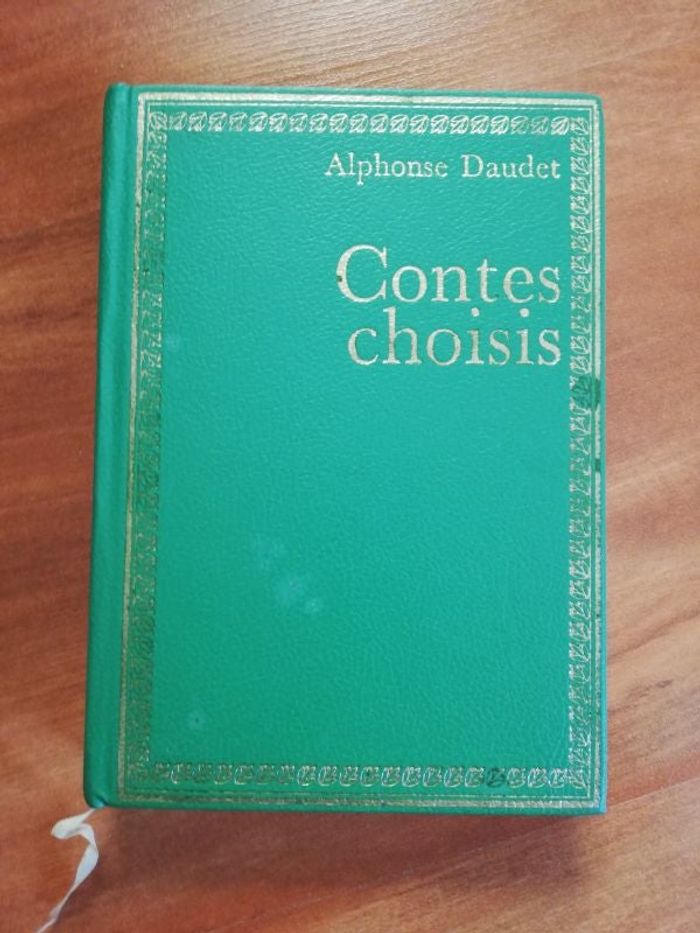 Alphonse Daudet
Contes
choisis